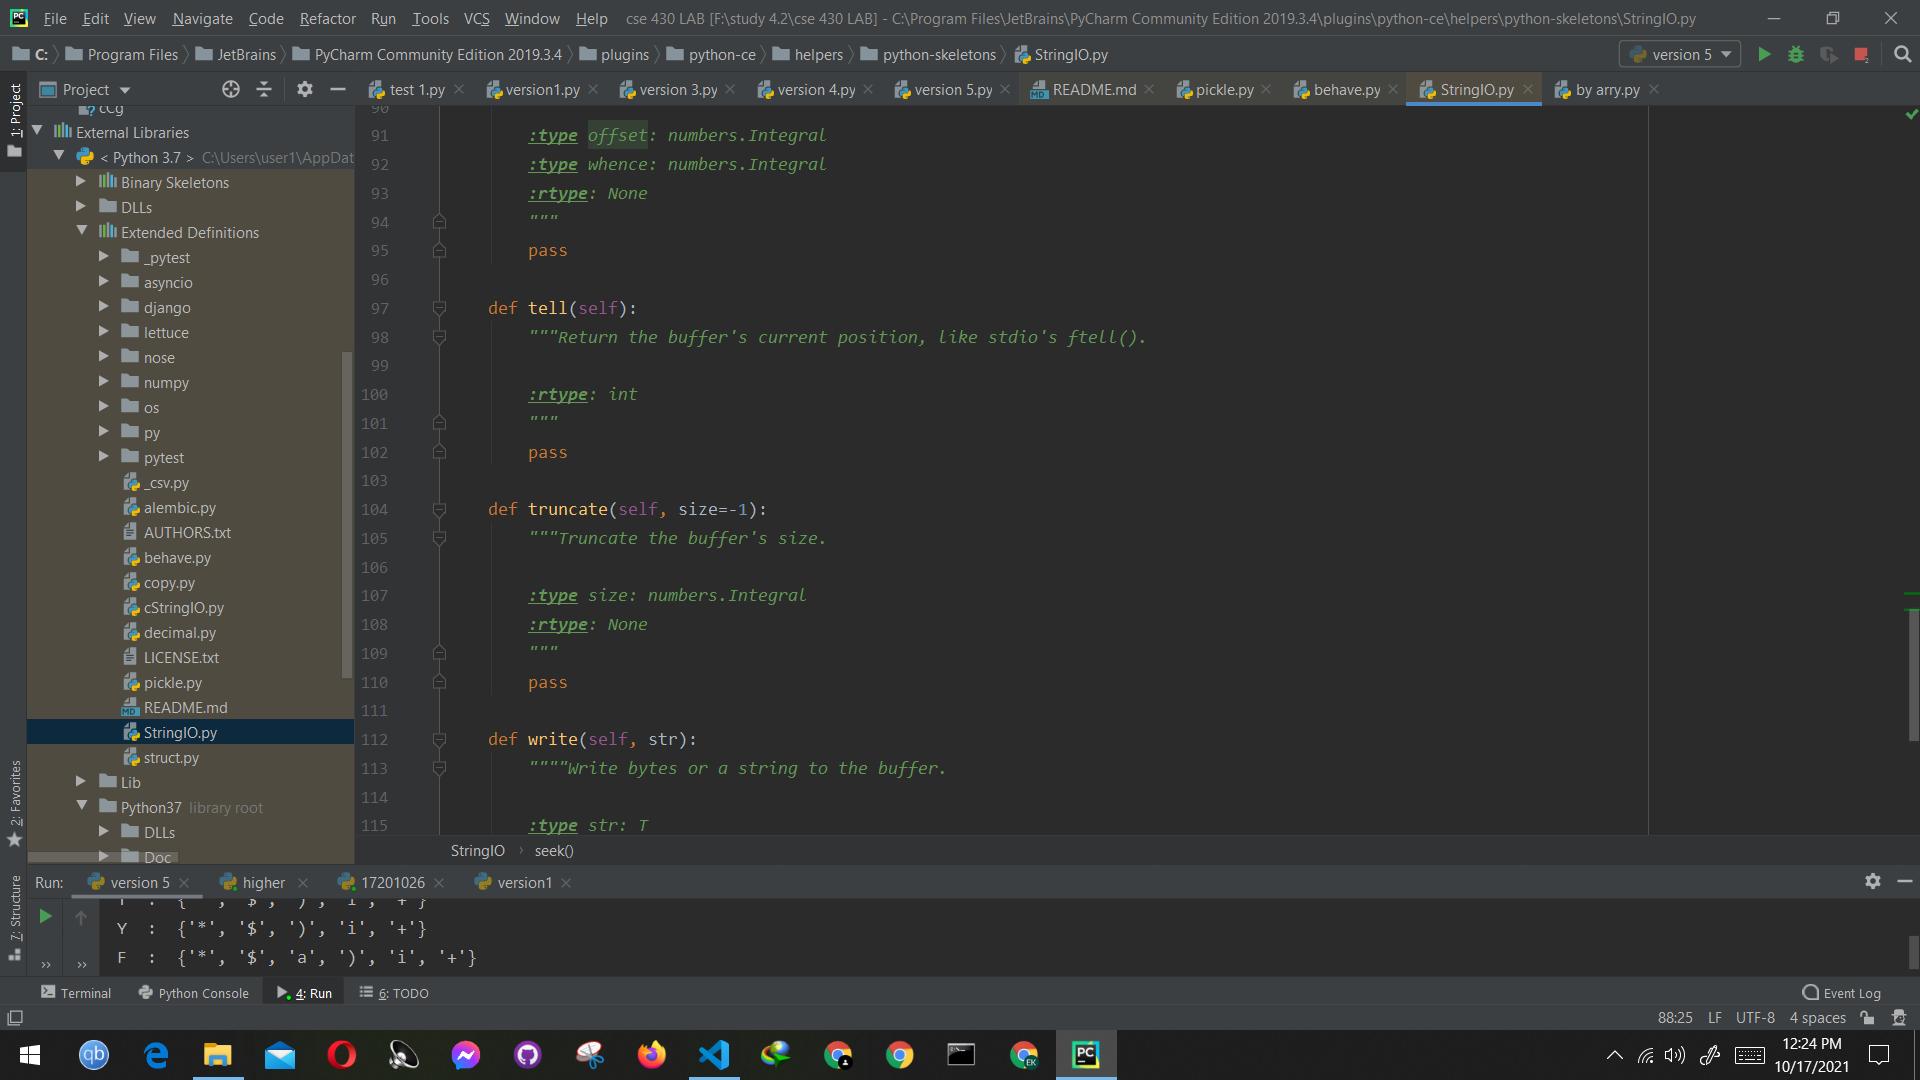 File Edit View Navigate Code Refactor Run Tools VCS Window Help cse 430 LAB [F:\study 4.2\cse 430 LAB] - C:\Program Files\JetBrains\PyCharm Community Edition 2019.3.4\plugins\python-ce\helpers\python-skeletons\StringIO.py
C: Program Files JetBrains PyCharm Community Edition 2019.3.4 plugins python-ce helpers python-skeletons StringIO.py version 5
Project test 1.py version1.py version 3.py version 4.py version 5.py README.md pickle.py behave.py StringIO.py by arry.py
1: Project
2: Favorites
7: Structure
ccg
External Libraries
< Python 3.7 > C:\Users\user1\AppDat
Binary Skeletons
DLLs
Extended Definitions
_pytest
asyncio
django
lettuce
nose
numpy
os
py
pytest
_csv.py
alembic.py
AUTHORS.txt
behave.py
copy.py
cStringIO.py
decimal.py
LICENSE.txt
pickle.py
README.md
StringIO.py
struct.py
Lib
Python37 library root
DLLs
Doc
90
91 :type offset: numbers.Integral
92 :type whence: numbers.Integral
93 :rtype: None
94 """
95 pass
96
97 def tell(self):
98 """Return the buffer's current position, like stdio's ftell().
99
100 :rtype: int
101 """
102 pass
103
104 def truncate(self, size=-1):
105 """Truncate the buffer's size.
106
107 :type size: numbers.Integral
108 :rtype: None
109 """
110 pass
111
112 def write(self, str):
113 """"Write bytes or a string to the buffer.
114
115 :type str: T
StringIO › seek()
Run: version 5 higher 17201026 version1
Y : {'*', '$', ')', 'i', '+'}
F : {'*', '$', 'a', ')', 'i', '+'}
Terminal Python Console 4: Run 6: TODO Event Log
88:25 LF UTF-8 4 spaces
qb EK PC
12:24 PM
10/17/2021